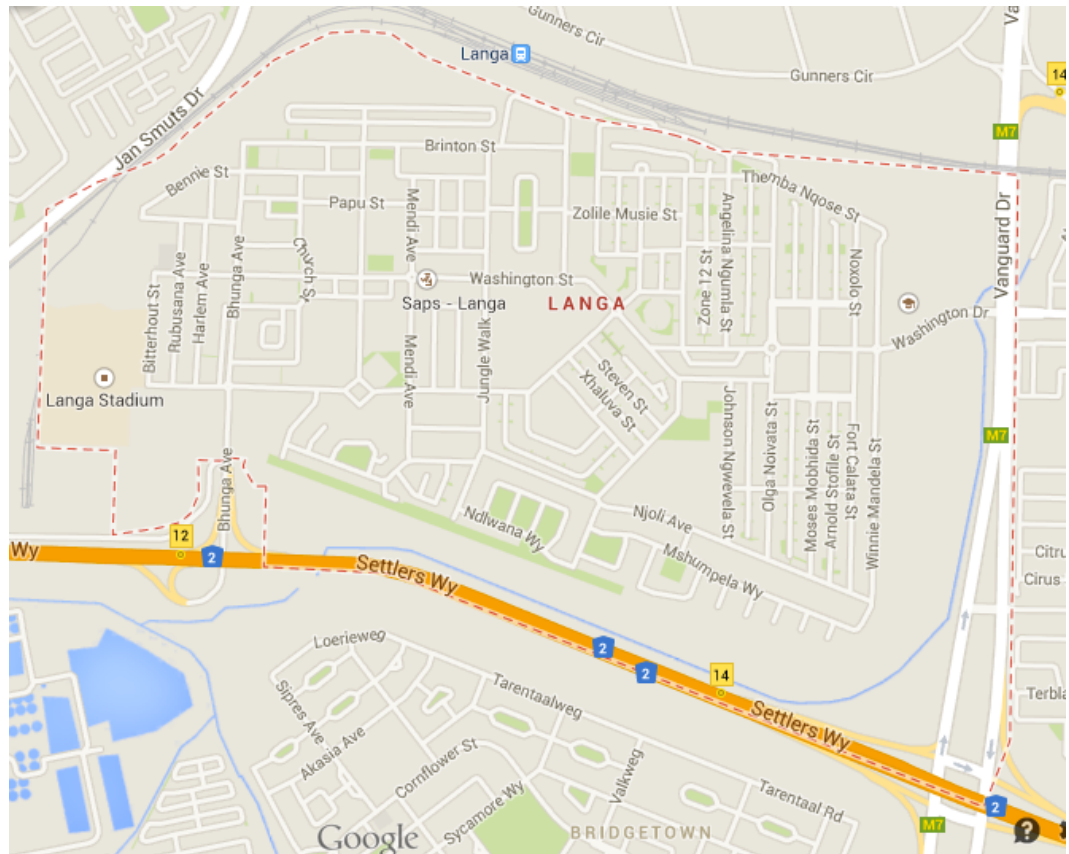 Gunners Cir
Va
Langa
Gunners Cir
14
Jan Smuts Dr
M7
Brinton St
Bennie St
Themba Nqose St
Papu St
Mendi Ave
Zolile Musie St
Angelina Ngumla St
Vanguard Dr
Church St
Bhunga Ave
Noxolo St
Washington St
Zone 12 St
Saps - Langa
LANGA
Rubusana Ave
Harlem Ave
Bitterhout St
Washington Dr
Jungle Walk
Mendi Ave
Steven St
Langa Stadium
Xhaluva St
Johnson Ngwevela St
Olga Noivata St
Moses Mobhida St
Arnold Stofile St
Fort Calata St
Winnie Mandela St
M7
Bhunga Ave
Ndlwana Wy
Njoli Ave
12
Wy
2
Settlers Wy
Mshumpela Wy
Citru
Cirus
Loerieweg
2
2
14
Tarentaalweg
Sipres Ave
Settlers Wy
Terbla
Akasia Ave
Cornflower St
Valkweg
Tarentaal Rd
Sycamore Wy
2
M7
Google
BRIDGETOWN
?